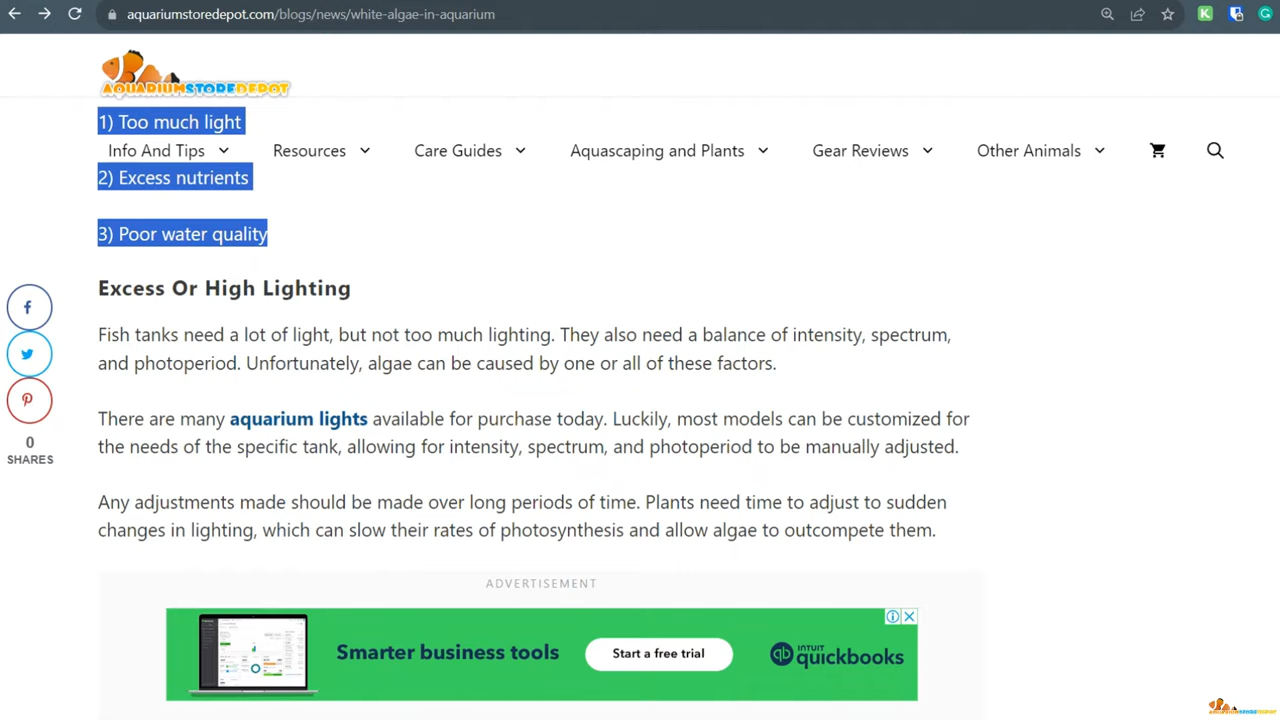 aquariumstoredepot.com/blogs/news/white-algae-in-aquarium
K
G
AQUARIUMSTOREDEPOT
1) Too much light
Info And Tips Resources Care Guides Aquascaping and Plants Gear Reviews Other Animals
2) Excess nutrients
3) Poor water quality
Excess Or High Lighting
Fish tanks need a lot of light, but not too much lighting. They also need a balance of intensity, spectrum,
and photoperiod. Unfortunately, algae can be caused by one or all of these factors.
There are many aquarium lights available for purchase today. Luckily, most models can be customized for
the needs of the specific tank, allowing for intensity, spectrum, and photoperiod to be manually adjusted.
Any adjustments made should be made over long periods of time. Plants need time to adjust to sudden
changes in lighting, which can slow their rates of photosynthesis and allow algae to outcompete them.
0
SHARES
ADVERTISEMENT
Smarter business tools
Start a free trial
qb INTUIT
quickbooks
AQUARIUMSTOREDEPOT